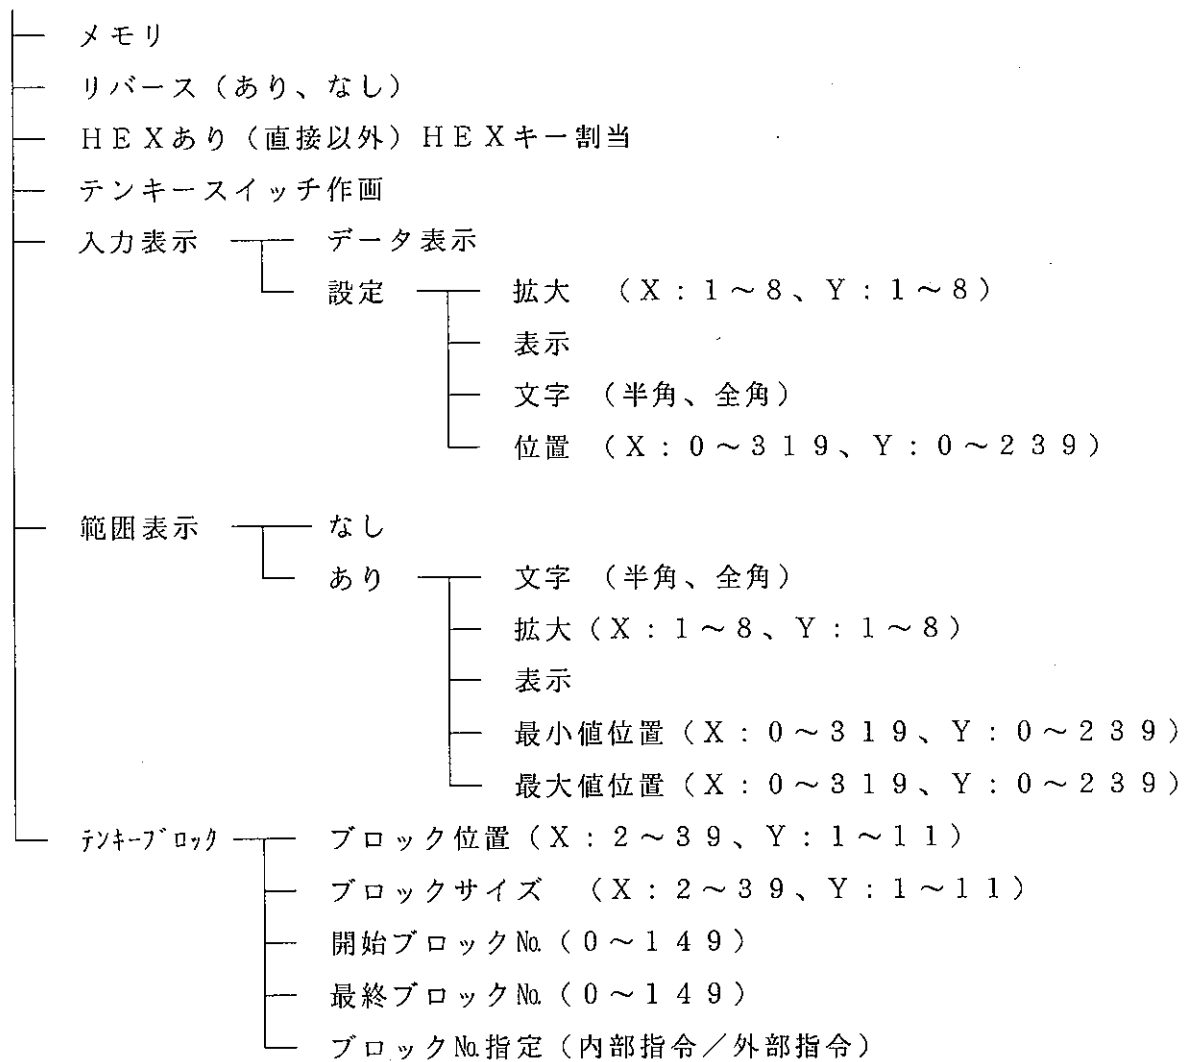 メモリ
リバース（あり、なし）
ＨＥＸあり（直接以外）ＨＥＸキー割当
テンキースイッチ作画
入力表示 データ表示
設定 拡大 （Ｘ：１～８、Ｙ：１～８）
表示
文字 （半角、全角）
位置 （Ｘ：０～３１９、Ｙ：０～２３９）
範囲表示 なし
あり 文字 （半角、全角）
拡大（Ｘ：１～８、Ｙ：１～８）
表示
最小値位置（Ｘ：０～３１９、Ｙ：０～２３９）
最大値位置（Ｘ：０～３１９、Ｙ：０～２３９）
ﾃﾝｷｰﾌﾞﾛｯｸ ブロック位置（Ｘ：２～３９、Ｙ：１～１１）
ブロックサイズ （Ｘ：２～３９、Ｙ：１～１１）
開始ブロック№（０～１４９）
最終ブロック№（０～１４９）
ブロック№指定（内部指令／外部指令）